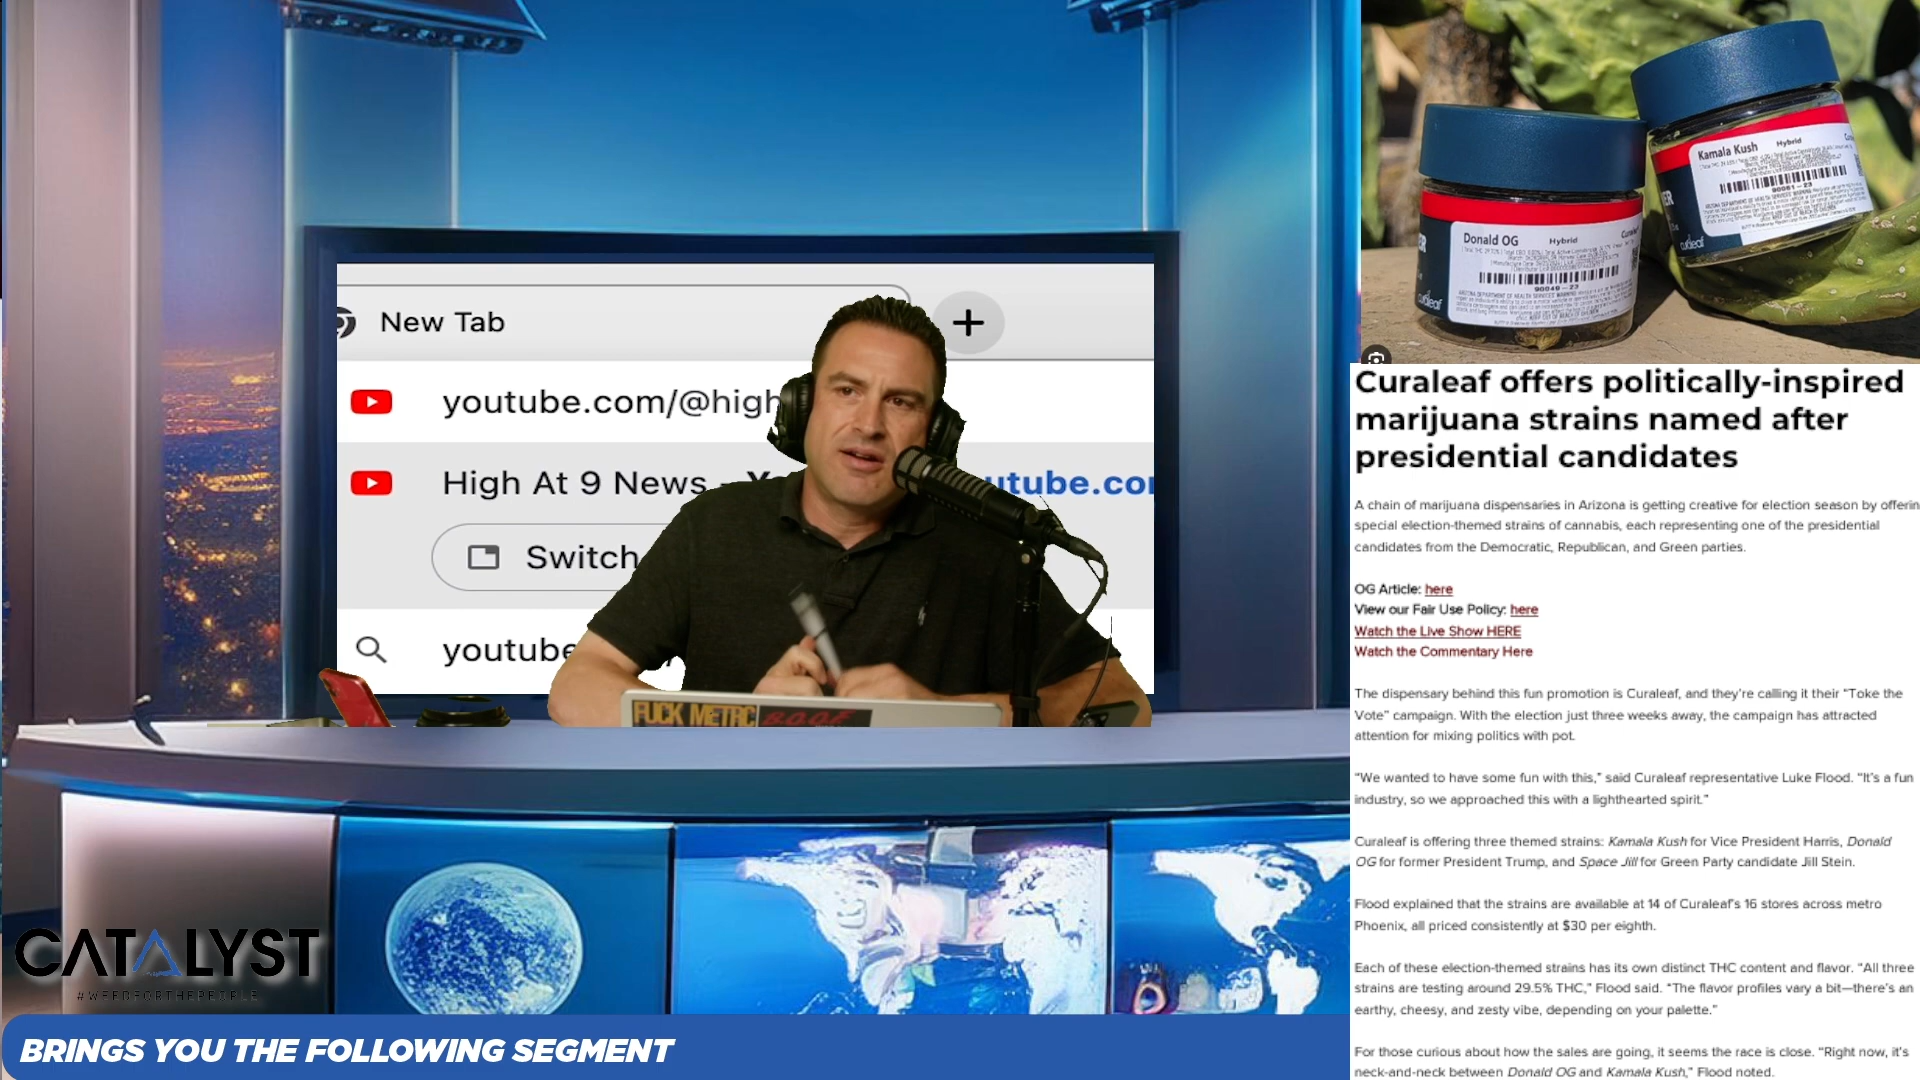 New Tab
+
youtube.com/@high
High At 9 News
utube.co
Switch
youtube
FUCK METRC
B.O.O.F.
CATALYST
#WEEDFORTHEPEOPLE
BRINGS YOU THE FOLLOWING SEGMENT
Kamala Kush Hybrid
90081-23
curaleaf
Donald OG Hybrid Curaleaf
90049-23
ARIZONA DEPARTMENT OF HEALTH SERVICES' WARNING:
curaleaf
Curaleaf offers politically-inspired
marijuana strains named after
presidential candidates
A chain of marijuana dispensaries in Arizona is getting creative for election season by offerin
special election-themed strains of cannabis, each representing one of the presidential
candidates from the Democratic, Republican, and Green parties.
OG Article: here
View our Fair Use Policy: here
Watch the Live Show HERE
Watch the Commentary Here
The dispensary behind this fun promotion is Curaleaf, and they're calling it their “Toke the
Vote” campaign. With the election just three weeks away, the campaign has attracted
attention for mixing politics with pot.
“We wanted to have some fun with this,” said Curaleaf representative Luke Flood. “It's a fun
industry, so we approached this with a lighthearted spirit.”
Curaleaf is offering three themed strains: Kamala Kush for Vice President Harris, Donald
OG for former President Trump, and Space Jill for Green Party candidate Jill Stein.
Flood explained that the strains are available at 14 of Curaleaf's 16 stores across metro
Phoenix, all priced consistently at $30 per eighth.
Each of these election-themed strains has its own distinct THC content and flavor. “All three
strains are testing around 29.5% THC,” Flood said. “The flavor profiles vary a bit—there's an
earthy, cheesy, and zesty vibe, depending on your palette.”
For those curious about how the sales are going, it seems the race is close. “Right now, it's
neck-and-neck between Donald OG and Kamala Kush,” Flood noted.